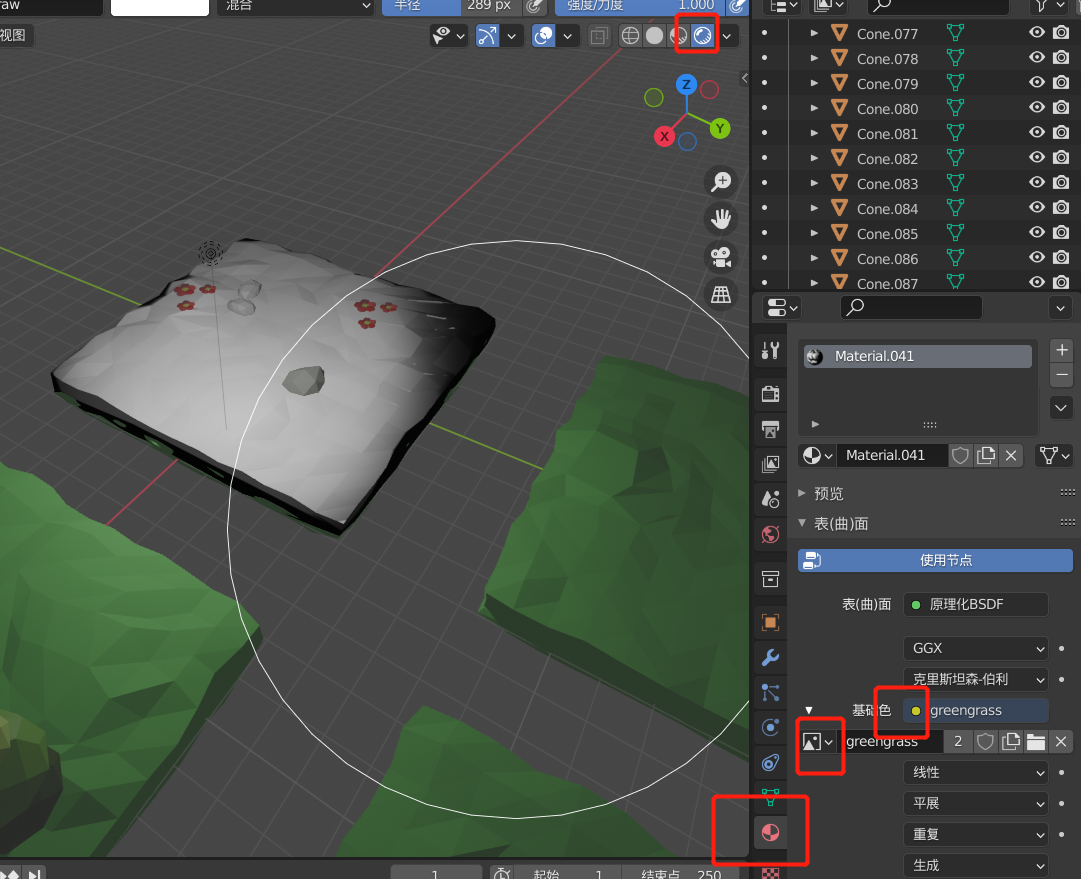 raw
混合
半径 289 px
强度/力度 1.000
视图
Z
X
Y
Cone.077
Cone.078
Cone.079
Cone.080
Cone.081
Cone.082
Cone.083
Cone.084
Cone.085
Cone.086
Cone.087
Material.041
Material.041
预览
表(曲)面
使用节点
表(曲)面 原理化BSDF
GGX
克里斯坦森-伯利
基础色 greengrass
greengrass 2
线性
平展
重复
生成
1 起始 1 结束点 250